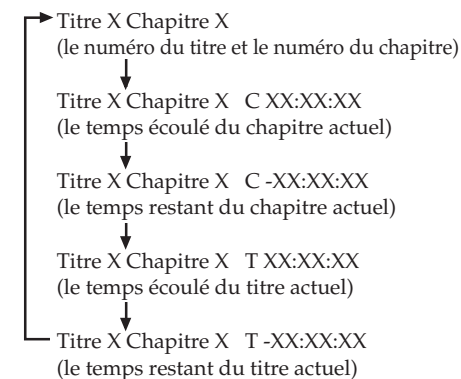 Titre X Chapitre X
(le numéro du titre et le numéro du chapitre)
Titre X Chapitre X C XX:XX:XX
(le temps écoulé du chapitre actuel)
Titre X Chapitre X C -XX:XX:XX
(le temps restant du chapitre actuel)
Titre X Chapitre X T XX:XX:XX
(le temps écoulé du titre actuel)
Titre X Chapitre X T -XX:XX:XX
(le temps restant du titre actuel)